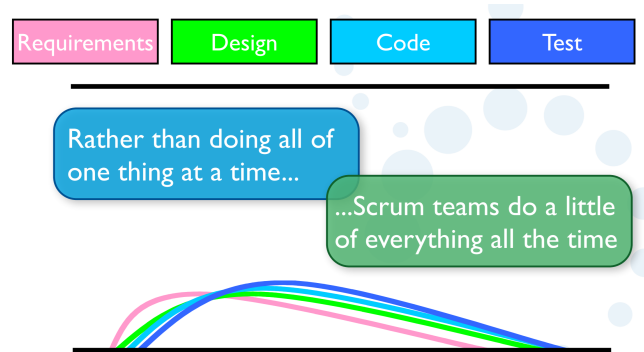 Requirements
Design
Code
Test
Rather than doing all of
one thing at a time...
...Scrum teams do a little
of everything all the time